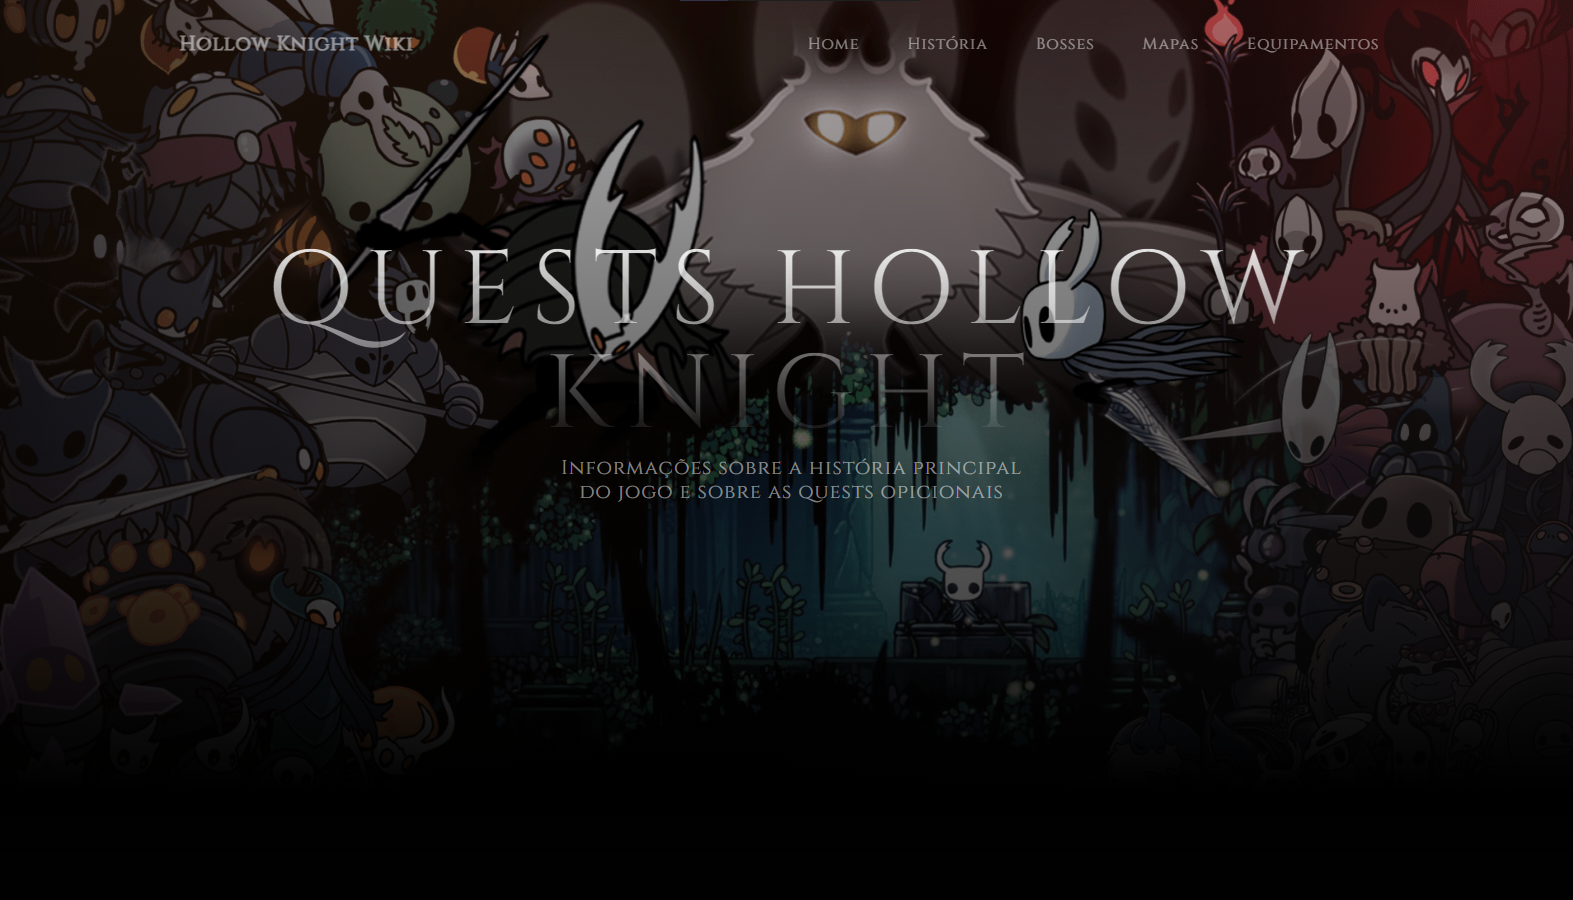 Hollow Knight Wiki
Home História Bosses Mapas Equipamentos
QUESTS HOLLOW
KNIGHT
Informações sobre a história principal
do jogo e sobre as quests opicionais